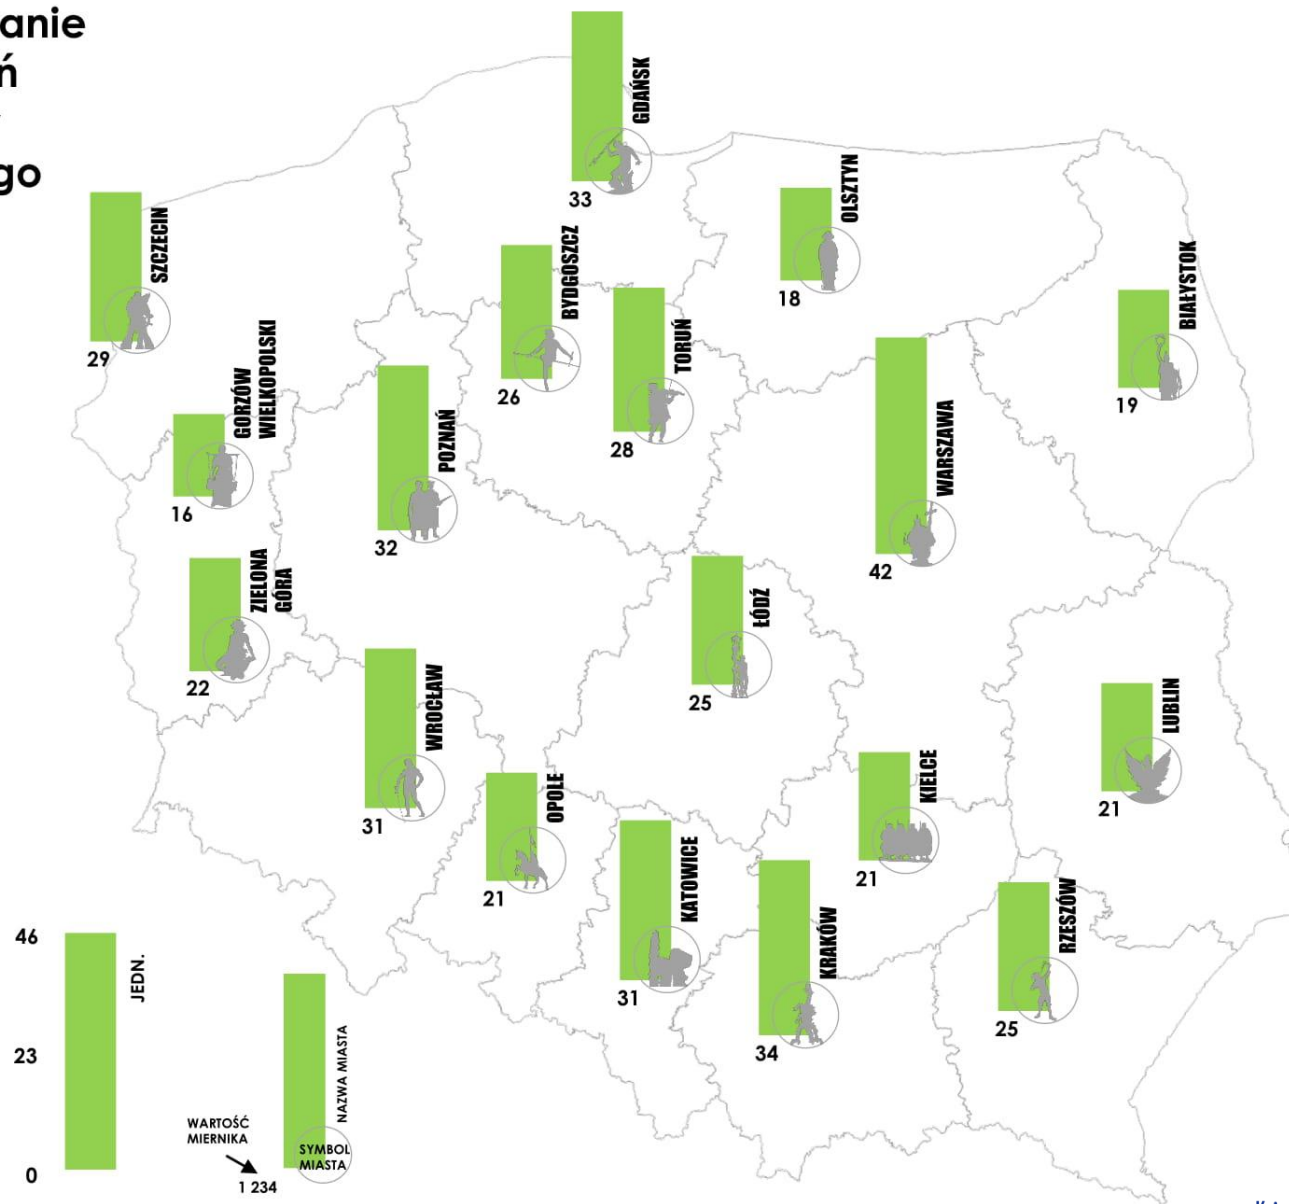 anie
ń
go
GDAŃSK
33
SZCZECIN
29
OLSZTYN
18
BYDGOSZCZ
26
TORUŃ
28
BIAŁYSTOK
19
GORZÓW
WIELKOPOLSKI
16
POZNAŃ
32
WARSZAWA
42
ZIELONA
GÓRA
22
ŁÓDŹ
25
WROCŁAW
31
LUBLIN
21
OPOLE
21
KIELCE
21
KATOWICE
31
KRAKÓW
34
RZESZÓW
25
46
23
0
JEDN.
NAZWA MIASTA
WARTOŚĆ
MIERNIKA
SYMBOL
MIASTA
1 234